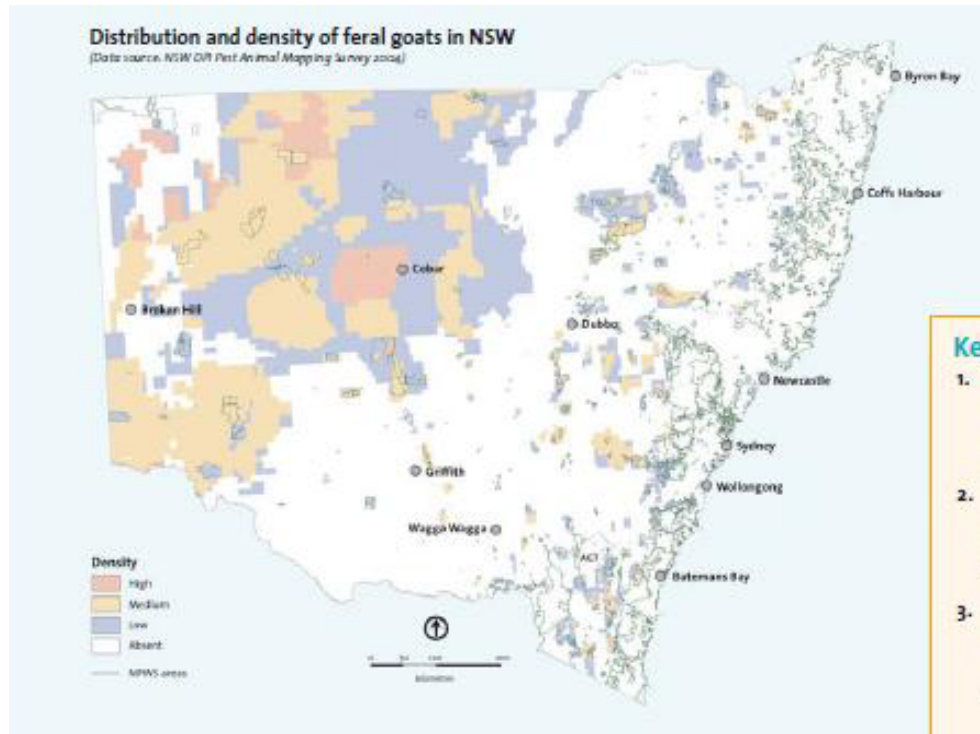 Distribution and density of feral goats in NSW
(Data source. NSW DPI Pest Animal Mapping Survey 2004)
Byron Bay
Coffs Harbour
Cobar
Broken Hill
Dubbo
Ke
1.
Newcastle
Sydney
Griffith
Wollongong
2.
Wagga Wagga
ACT
Batemans Bay
Density
High
Medium
Low
Absent
NPWS areas
kilometres
3.